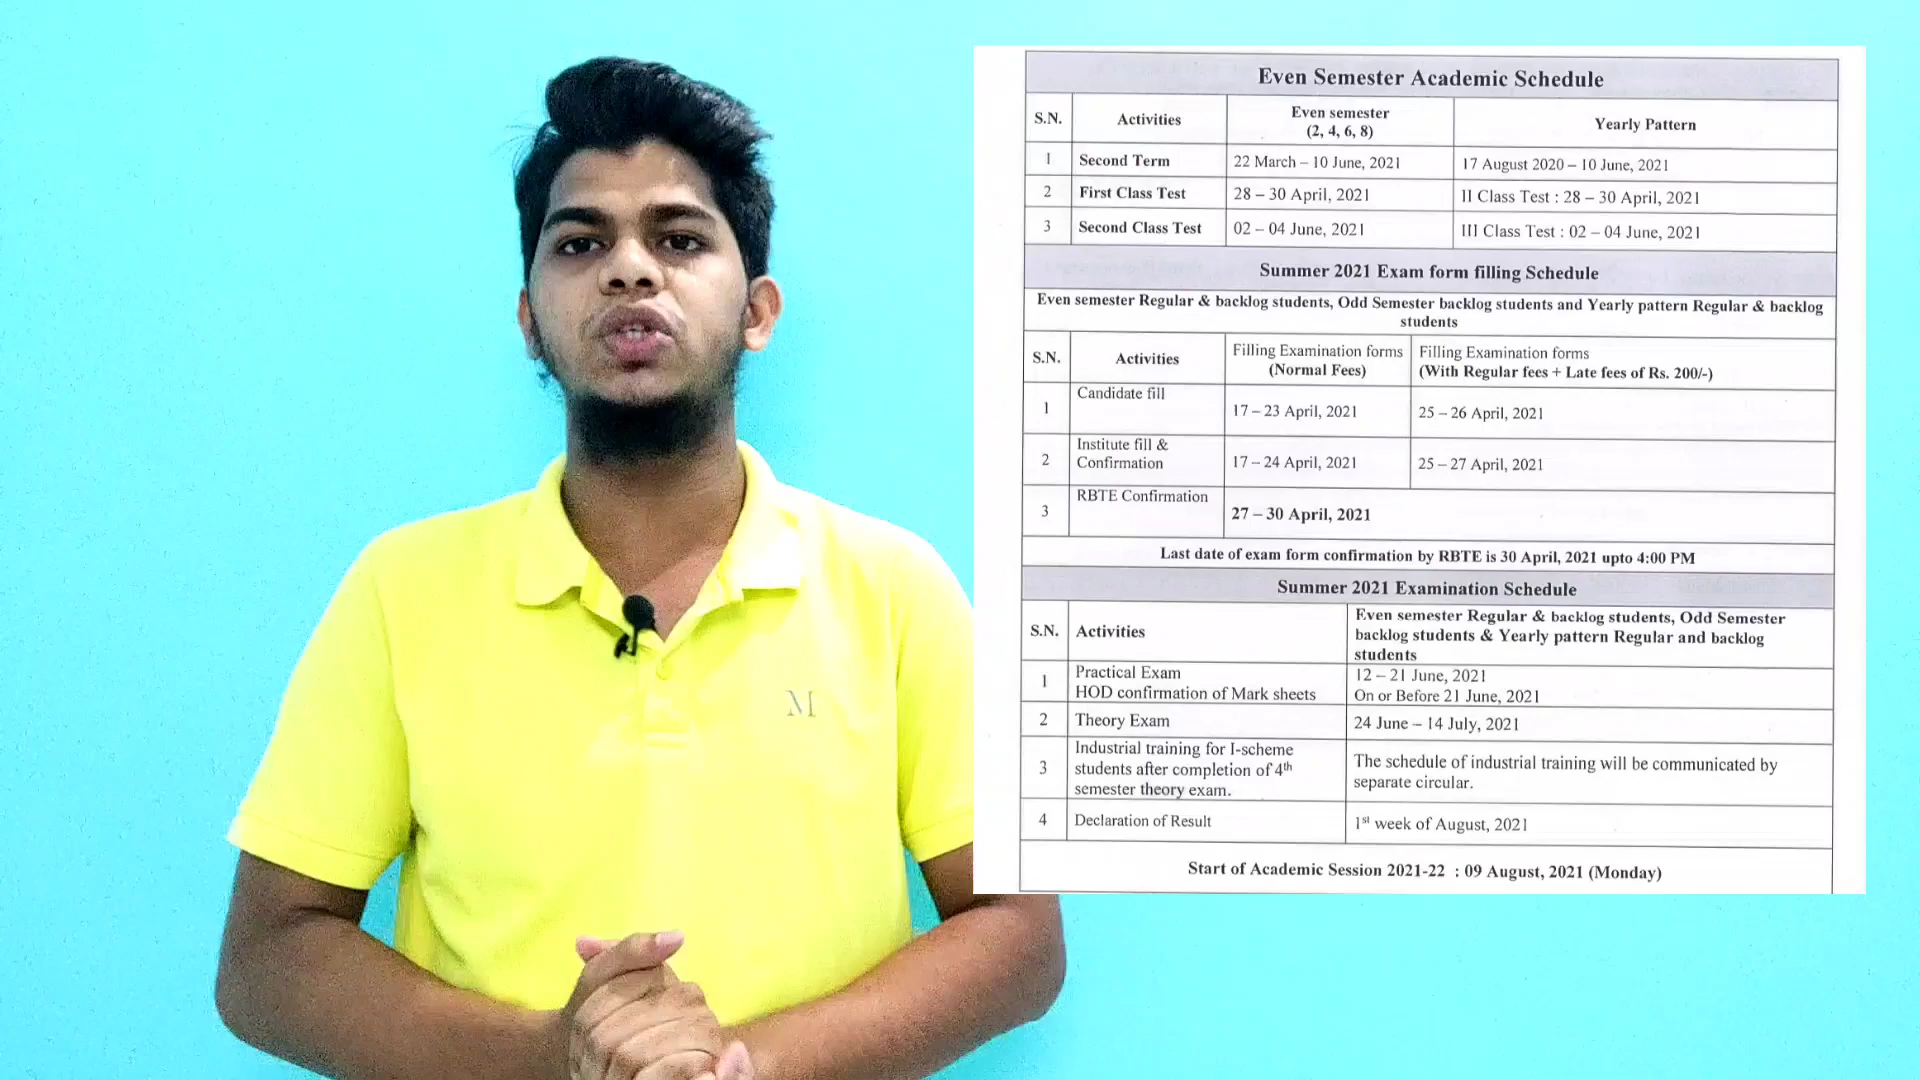 M
Even Semester Academic Schedule
S.N. Activities Even semester (2, 4, 6, 8) Yearly Pattern
1 Second Term 22 March – 10 June, 2021 17 August 2020 – 10 June, 2021
2 First Class Test 28 – 30 April, 2021 II Class Test : 28 – 30 April, 2021
3 Second Class Test 02 – 04 June, 2021 III Class Test : 02 – 04 June, 2021
Summer 2021 Exam form filling Schedule
Even semester Regular & backlog students, Odd Semester backlog students and Yearly pattern Regular & backlog
students
S.N. Activities Filling Examination forms (Normal Fees) Filling Examination forms (With Regular fees + Late fees of Rs. 200/-)
1 Candidate fill 17 – 23 April, 2021 25 – 26 April, 2021
2 Institute fill & Confirmation 17 – 24 April, 2021 25 – 27 April, 2021
3 RBTE Confirmation 27 – 30 April, 2021
Last date of exam form confirmation by RBTE is 30 April, 2021 upto 4:00 PM
Summer 2021 Examination Schedule
S.N. Activities Even semester Regular & backlog students, Odd Semester
backlog students & Yearly pattern Regular and backlog
students
1 Practical Exam 12 – 21 June, 2021
HOD confirmation of Mark sheets On or Before 21 June, 2021
2 Theory Exam 24 June – 14 July, 2021
3 Industrial training for I-scheme
students after completion of 4th
semester theory exam.
The schedule of industrial training will be communicated by
separate circular.
4 Declaration of Result 1st week of August, 2021
Start of Academic Session 2021-22 : 09 August, 2021 (Monday)